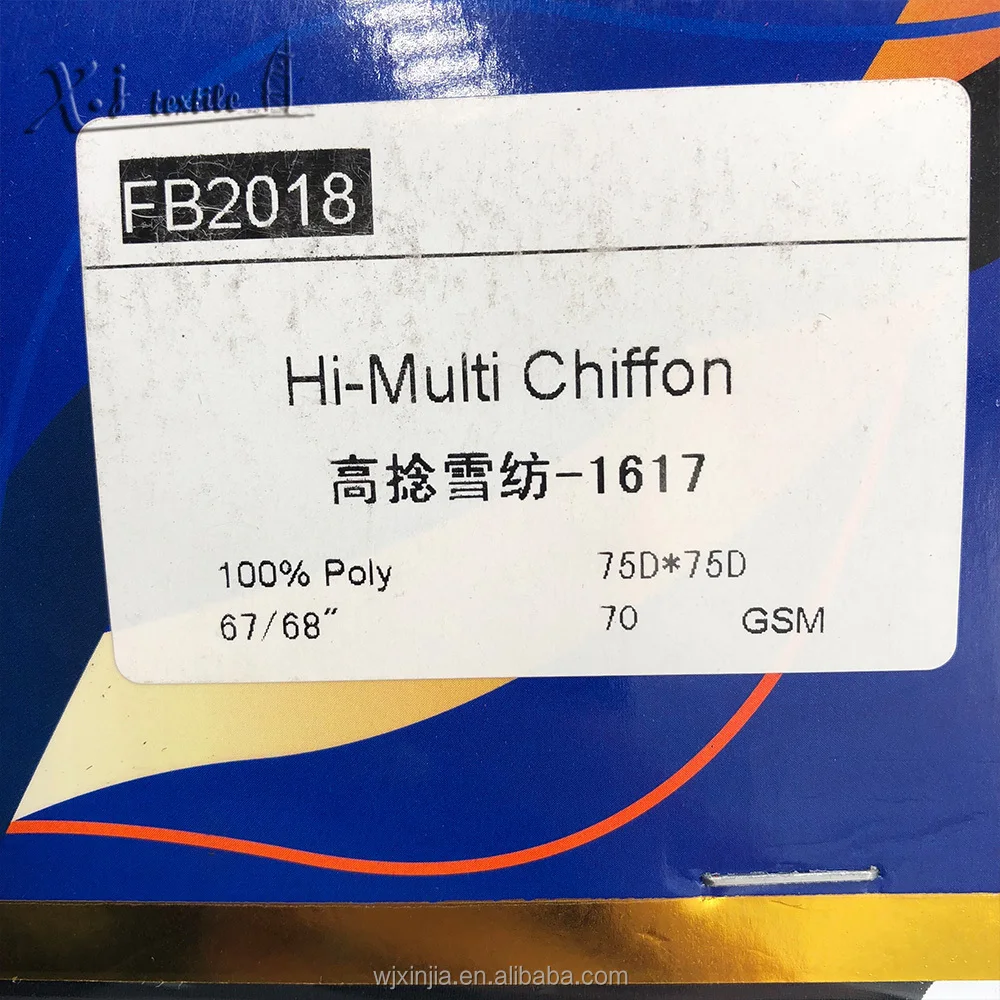 X.j textile
FB2018
Hi-Multi Chiffon
高捻雪纺-1617
100% Poly 75D*75D
67/68" 70 GSM
wjxinjia.en.alibaba.com